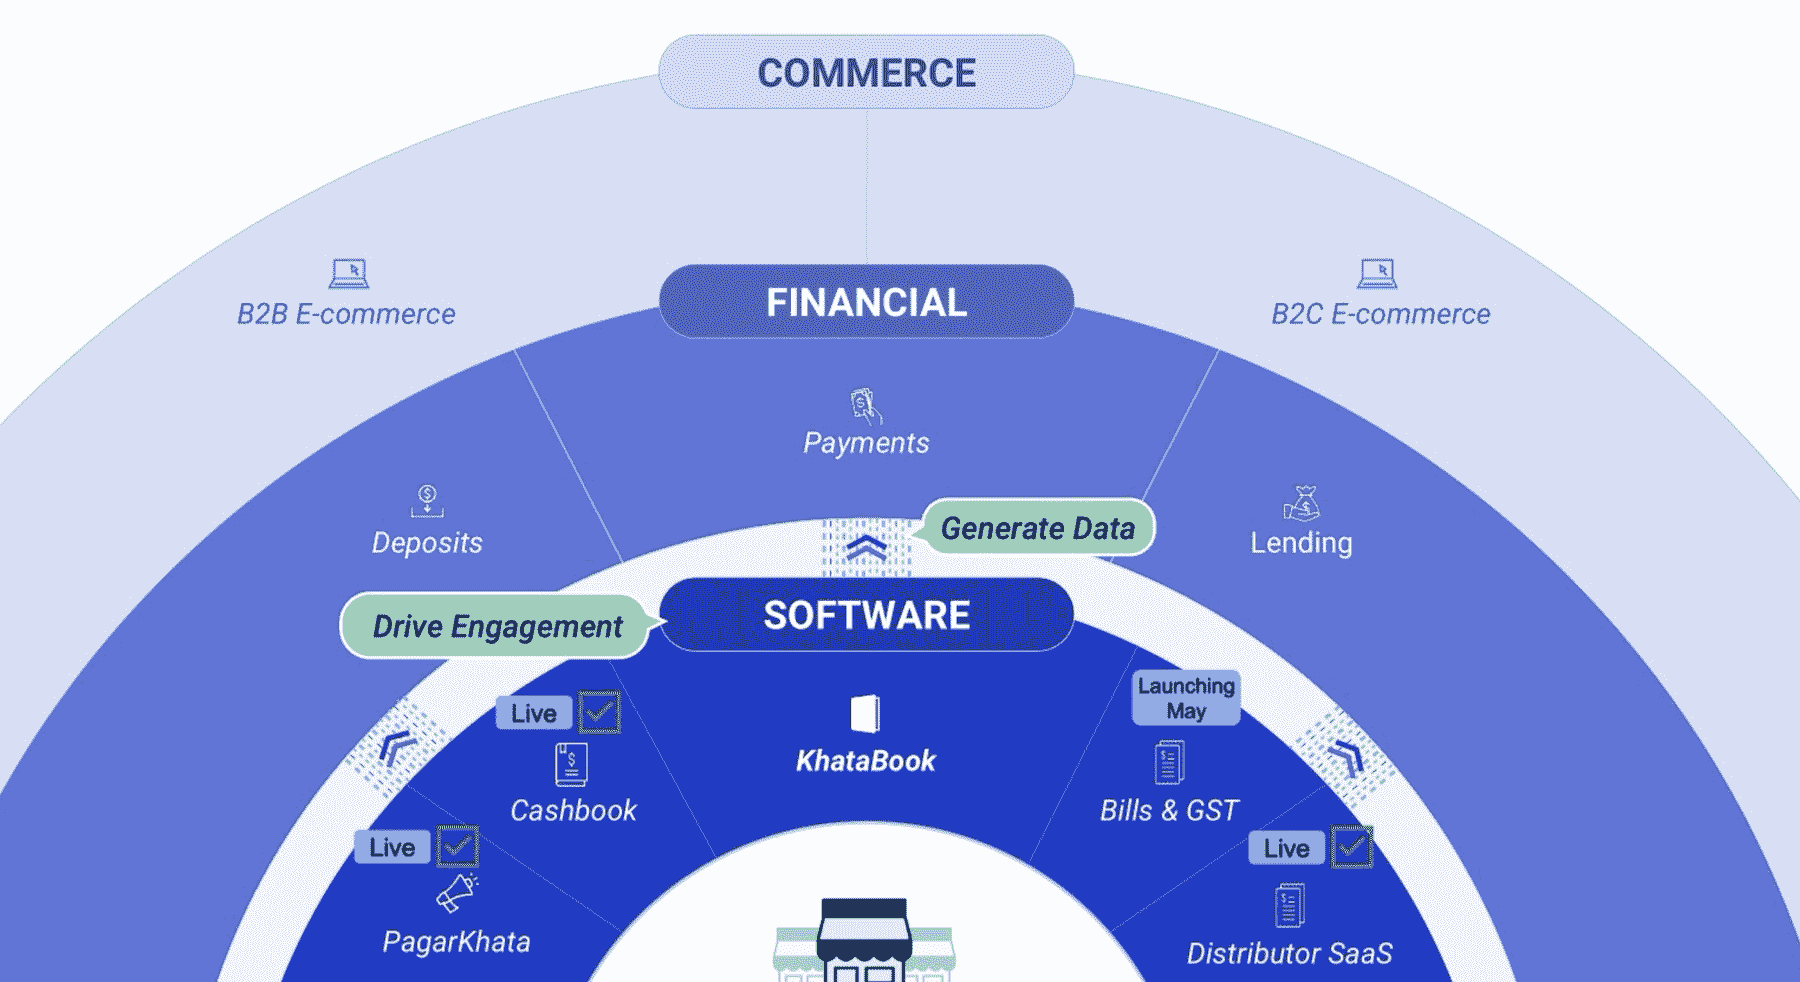 COMMERCE
B2B E-commerce
B2C E-commerce
FINANCIAL
Payments
Deposits
Lending
Generate Data
Drive Engagement
SOFTWARE
Live
Cashbook
KhataBook
Launching
May
Bills & GST
Live
PagarKhata
Live
Distributor SaaS